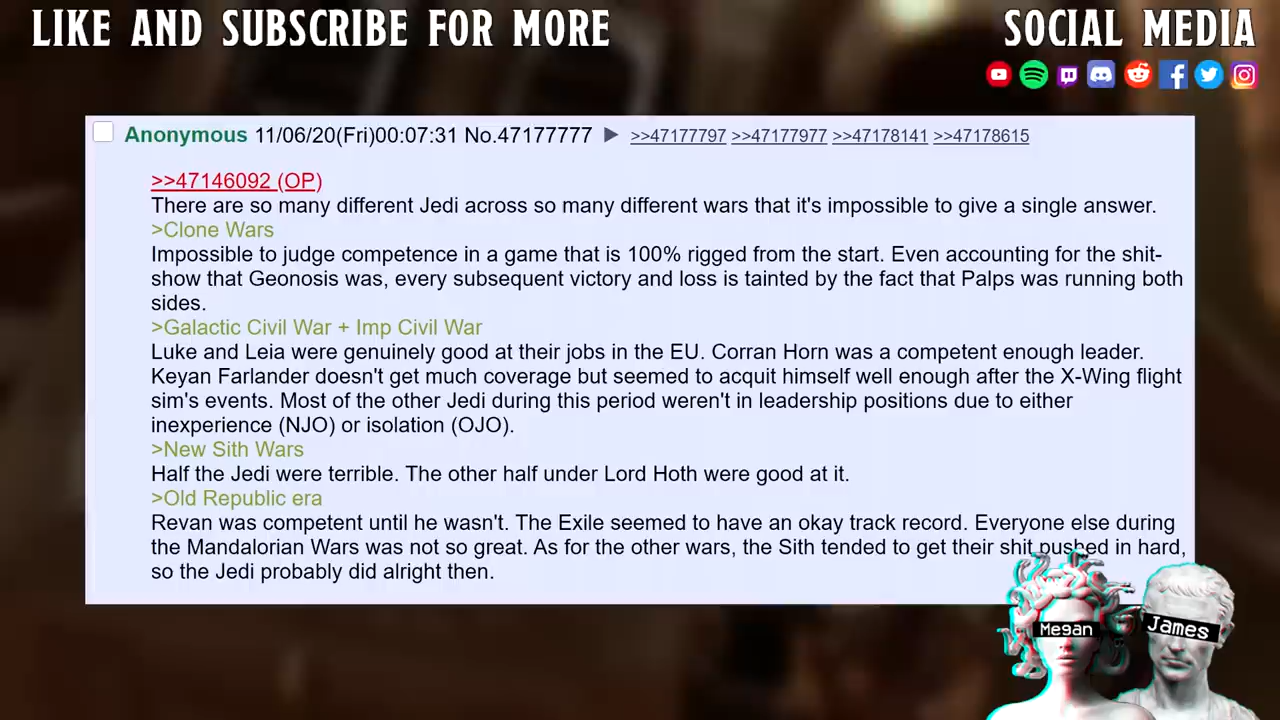 LIKE AND SUBSCRIBE FOR MORE
SOCIAL MEDIA
Anonymous 11/06/20(Fri)00:07:31 No.47177777 ▶ >>47177797 >>47177977 >>47178141 >>47178615
>>47146092 (OP)
There are so many different Jedi across so many different wars that it's impossible to give a single answer.
>Clone Wars
Impossible to judge competence in a game that is 100% rigged from the start. Even accounting for the shit-
show that Geonosis was, every subsequent victory and loss is tainted by the fact that Palps was running both
sides.
>Galactic Civil War + Imp Civil War
Luke and Leia were genuinely good at their jobs in the EU. Corran Horn was a competent enough leader.
Keyan Farlander doesn't get much coverage but seemed to acquit himself well enough after the X-Wing flight
sim's events. Most of the other Jedi during this period weren't in leadership positions due to either
inexperience (NJO) or isolation (OJO).
>New Sith Wars
Half the Jedi were terrible. The other half under Lord Hoth were good at it.
>Old Republic era
Revan was competent until he wasn't. The Exile seemed to have an okay track record. Everyone else during
the Mandalorian Wars was not so great. As for the other wars, the Sith tended to get their shit pushed in hard,
so the Jedi probably did alright then.
Megan
James